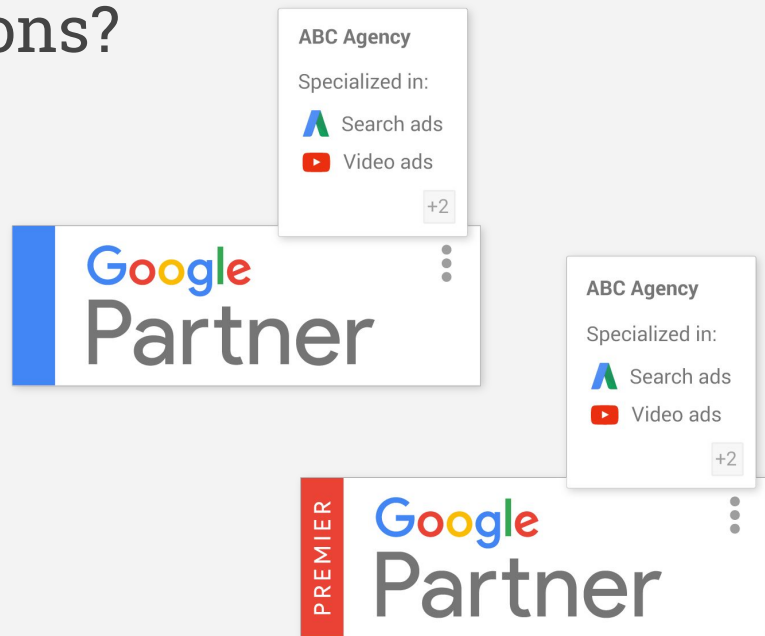 ons?
ABC Agency
Specialized in:
Search ads
Video ads
+2
Google
Partner
ABC Agency
Specialized in:
Search ads
Video ads
+2
PREMIER
Google
Partner